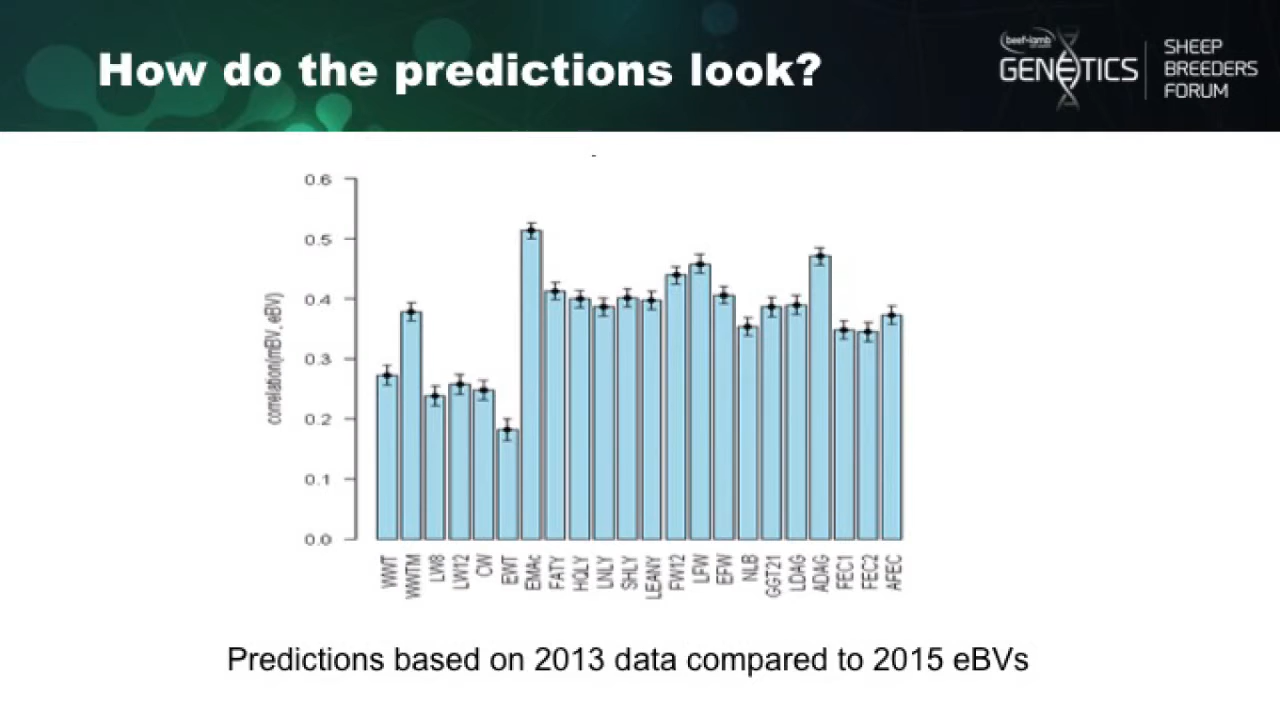 How do the predictions look?
beef+lamb
GENETICS
SHEEP
BREEDERS
FORUM
-
0.6
0.5
0.4
0.3
0.2
0.1
0.0
correlation(mBV, eBV)
WWT
WWTM
LW8
LW12
CW
EWT
EMAc
FATY
HQLY
LNLY
SHLY
LEANY
FW12
LFW
EFW
NLB
GGT21
LDAG
ADAG
FEC1
FEC2
AFEC
Predictions based on 2013 data compared to 2015 eBVs